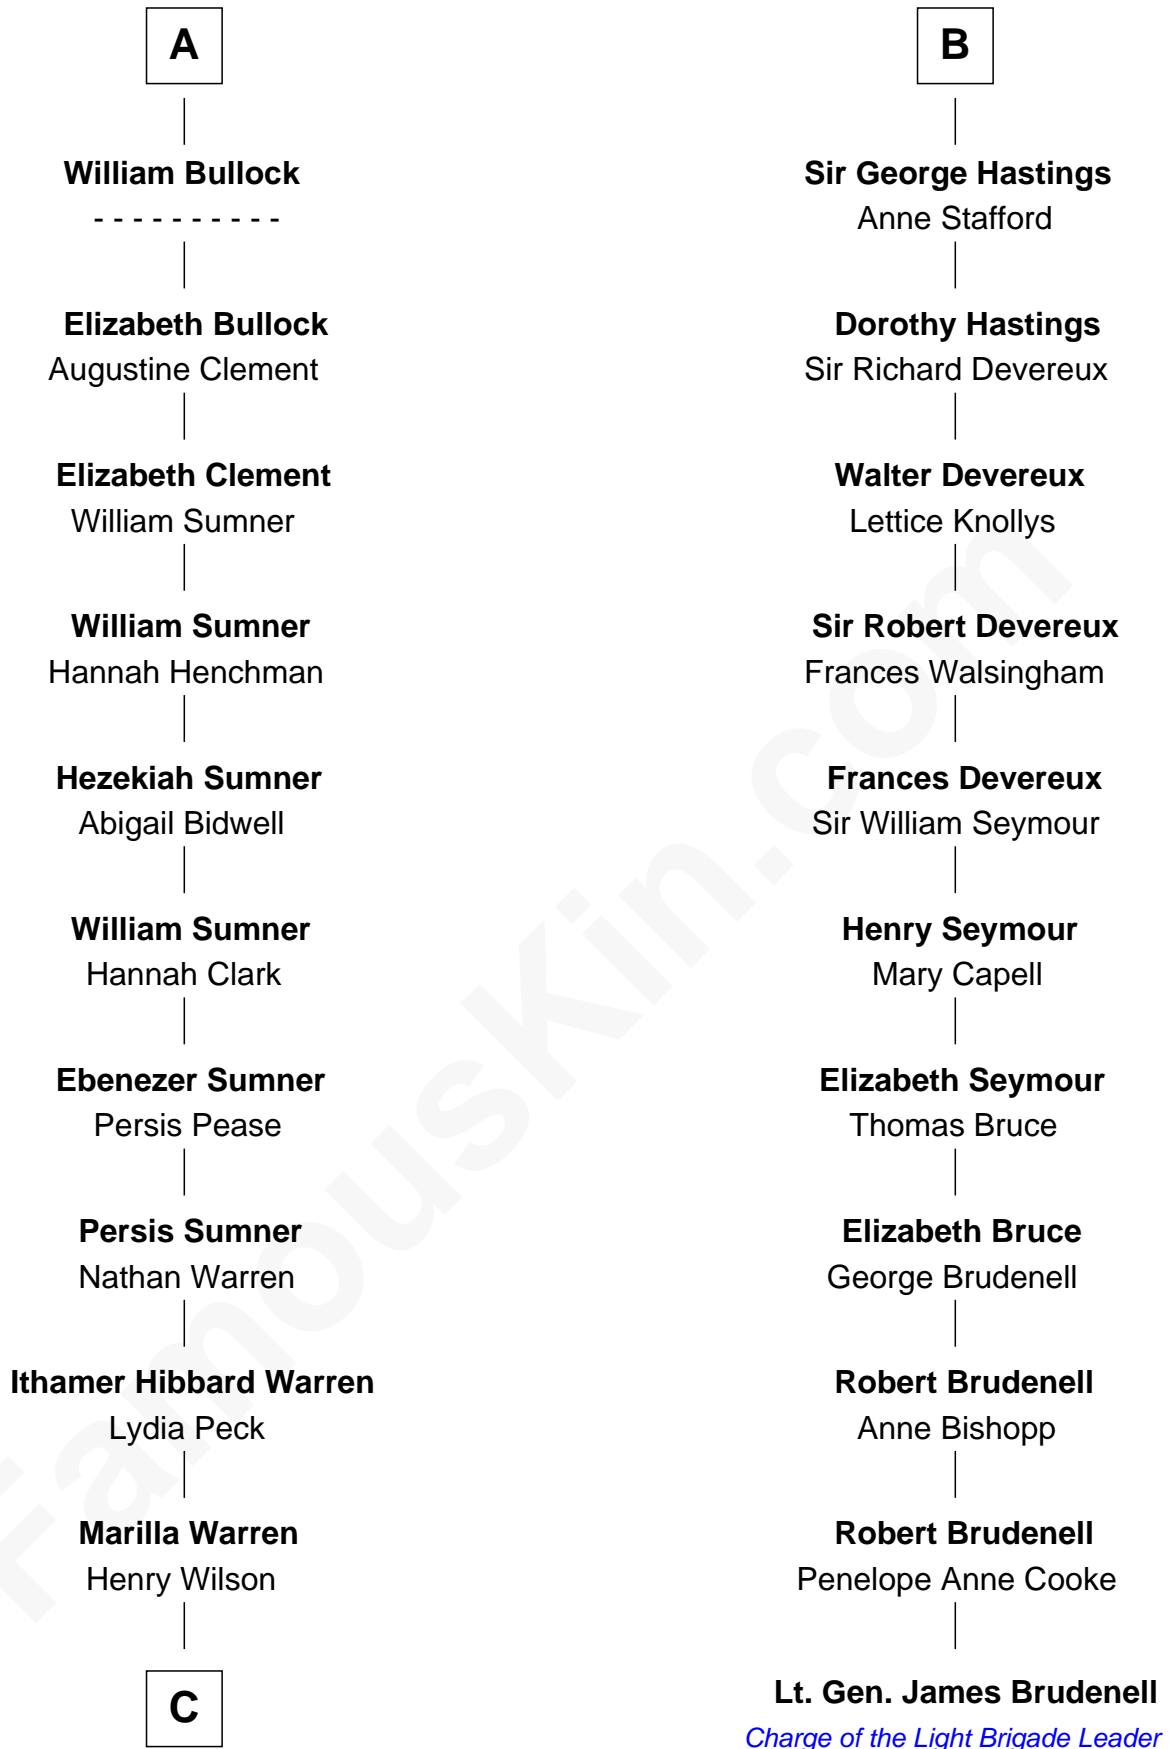 A
William Bullock
- - - - - - - - - -
Elizabeth Bullock
Augustine Clement
Elizabeth Clement
William Sumner
William Sumner
Hannah Henchman
Hezekiah Sumner
Abigail Bidwell
William Sumner
Hannah Clark
Ebenezer Sumner
Persis Pease
Persis Sumner
Nathan Warren
Ithamer Hibbard Warren
Lydia Peck
Marilla Warren
Henry Wilson
C
B
Sir George Hastings
Anne Stafford
Dorothy Hastings
Sir Richard Devereux
Walter Devereux
Lettice Knollys
Sir Robert Devereux
Frances Walsingham
Frances Devereux
Sir William Seymour
Henry Seymour
Mary Capell
Elizabeth Seymour
Thomas Bruce
Elizabeth Bruce
George Brudenell
Robert Brudenell
Anne Bishopp
Robert Brudenell
Penelope Anne Cooke
Lt. Gen. James Brudenell
Charge of the Light Brigade Leader
FamousKin.com